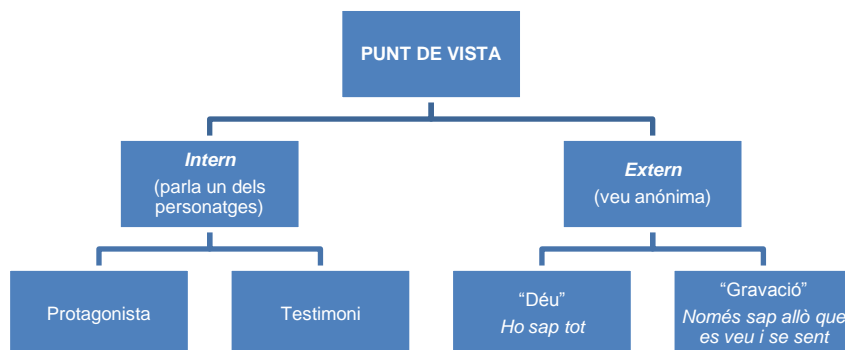 PUNT DE VISTA
Intern
(parla un dels
personatges)
Extern
(veu anónima)
Protagonista
Testimoni
“Déu”
Ho sap tot
“Gravació”
Només sap allò que
es veu i se sent